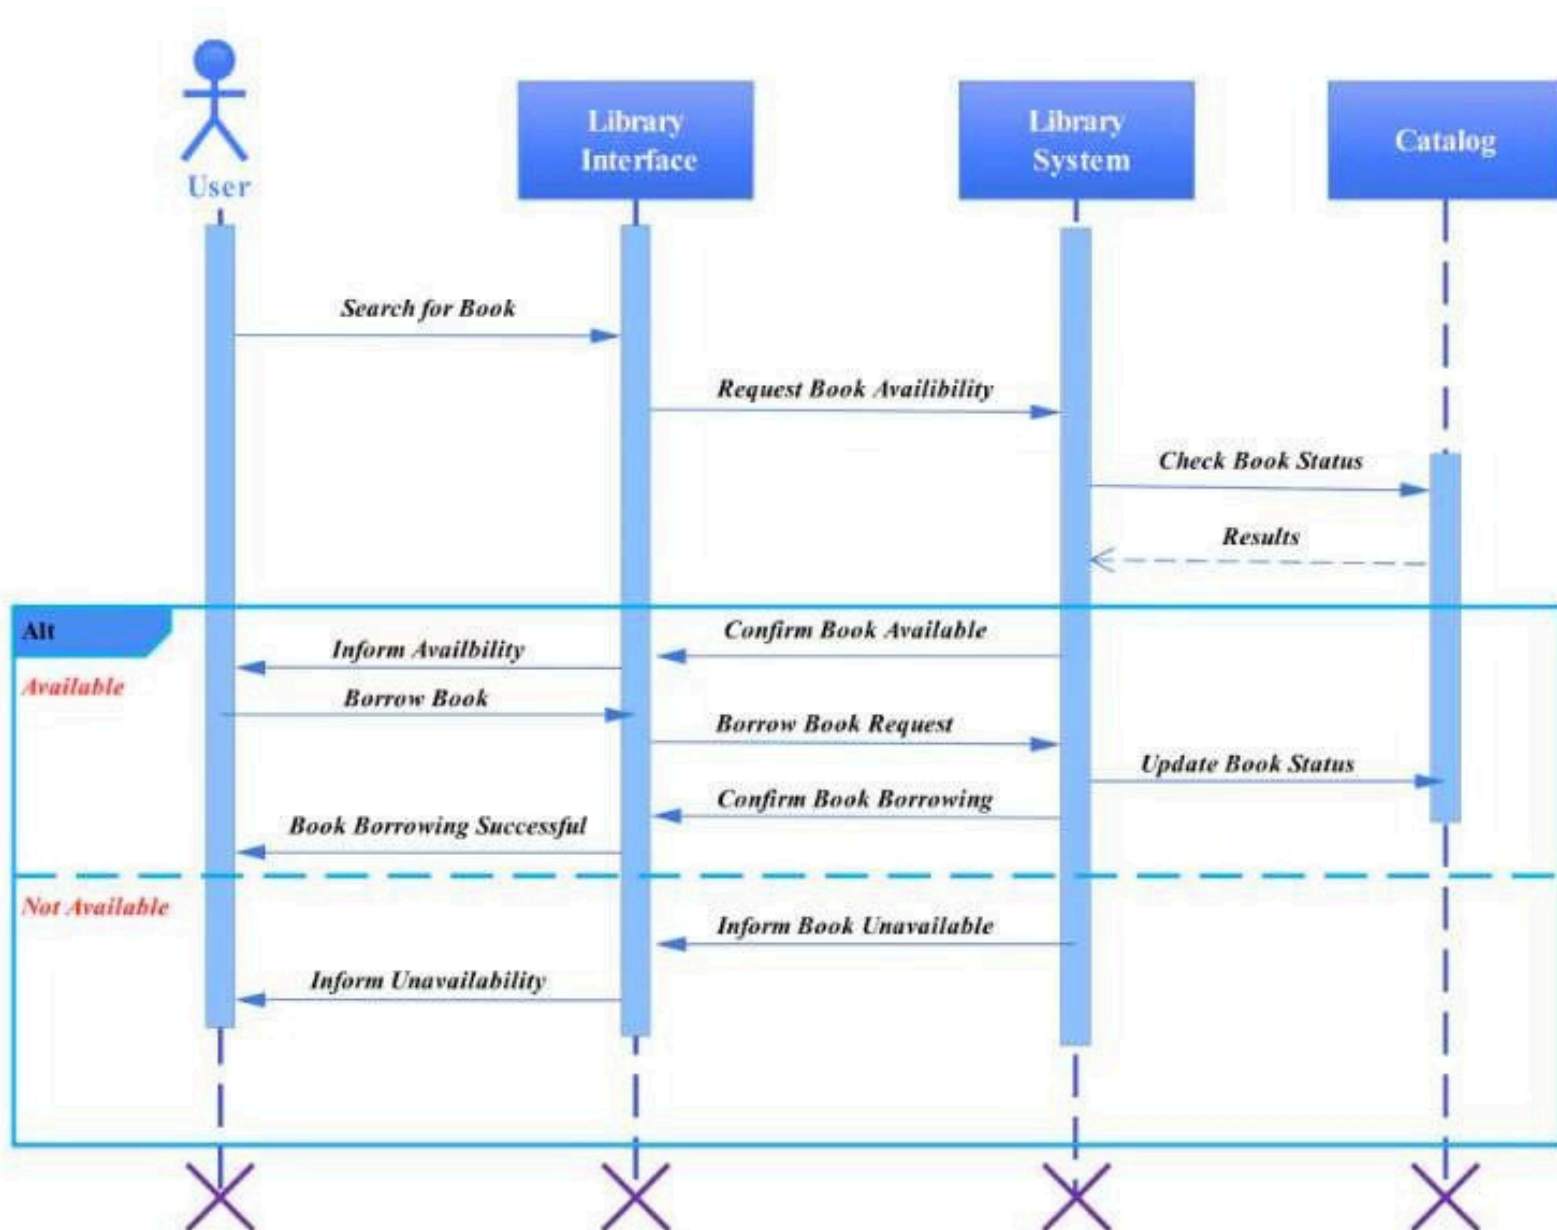 User
Library
Interface
Library
System
Catalog
Search for Book
Request Book Availibility
Check Book Status
Results
Alt
Confirm Book Available
Inform Availbility
Available
Borrow Book
Borrow Book Request
Update Book Status
Confirm Book Borrowing
Book Borrowing Successful
Not Available
Inform Book Unavailable
Inform Unavailability